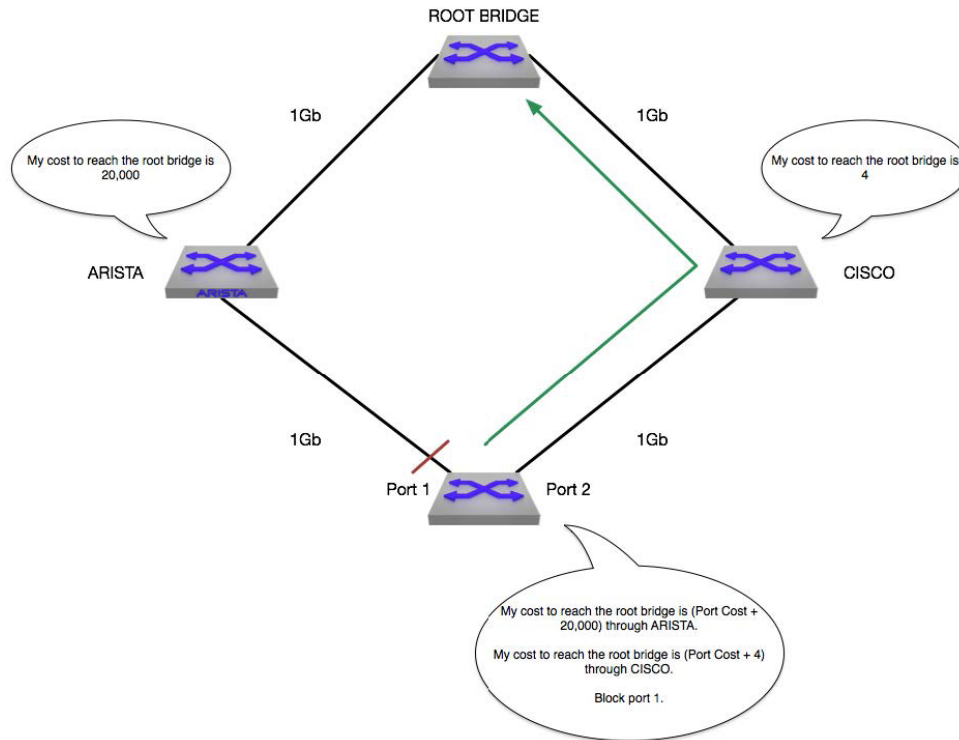 ROOT BRIDGE
1Gb
1Gb
My cost to reach the root bridge is
20,000
My cost to reach the root bridge is
4
ARISTA
ARISTA
CISCO
1Gb
1Gb
Port 1
Port 2
My cost to reach the root bridge is (Port Cost +
20,000) through ARISTA.
My cost to reach the root bridge is (Port Cost + 4)
through CISCO.
Block port 1.